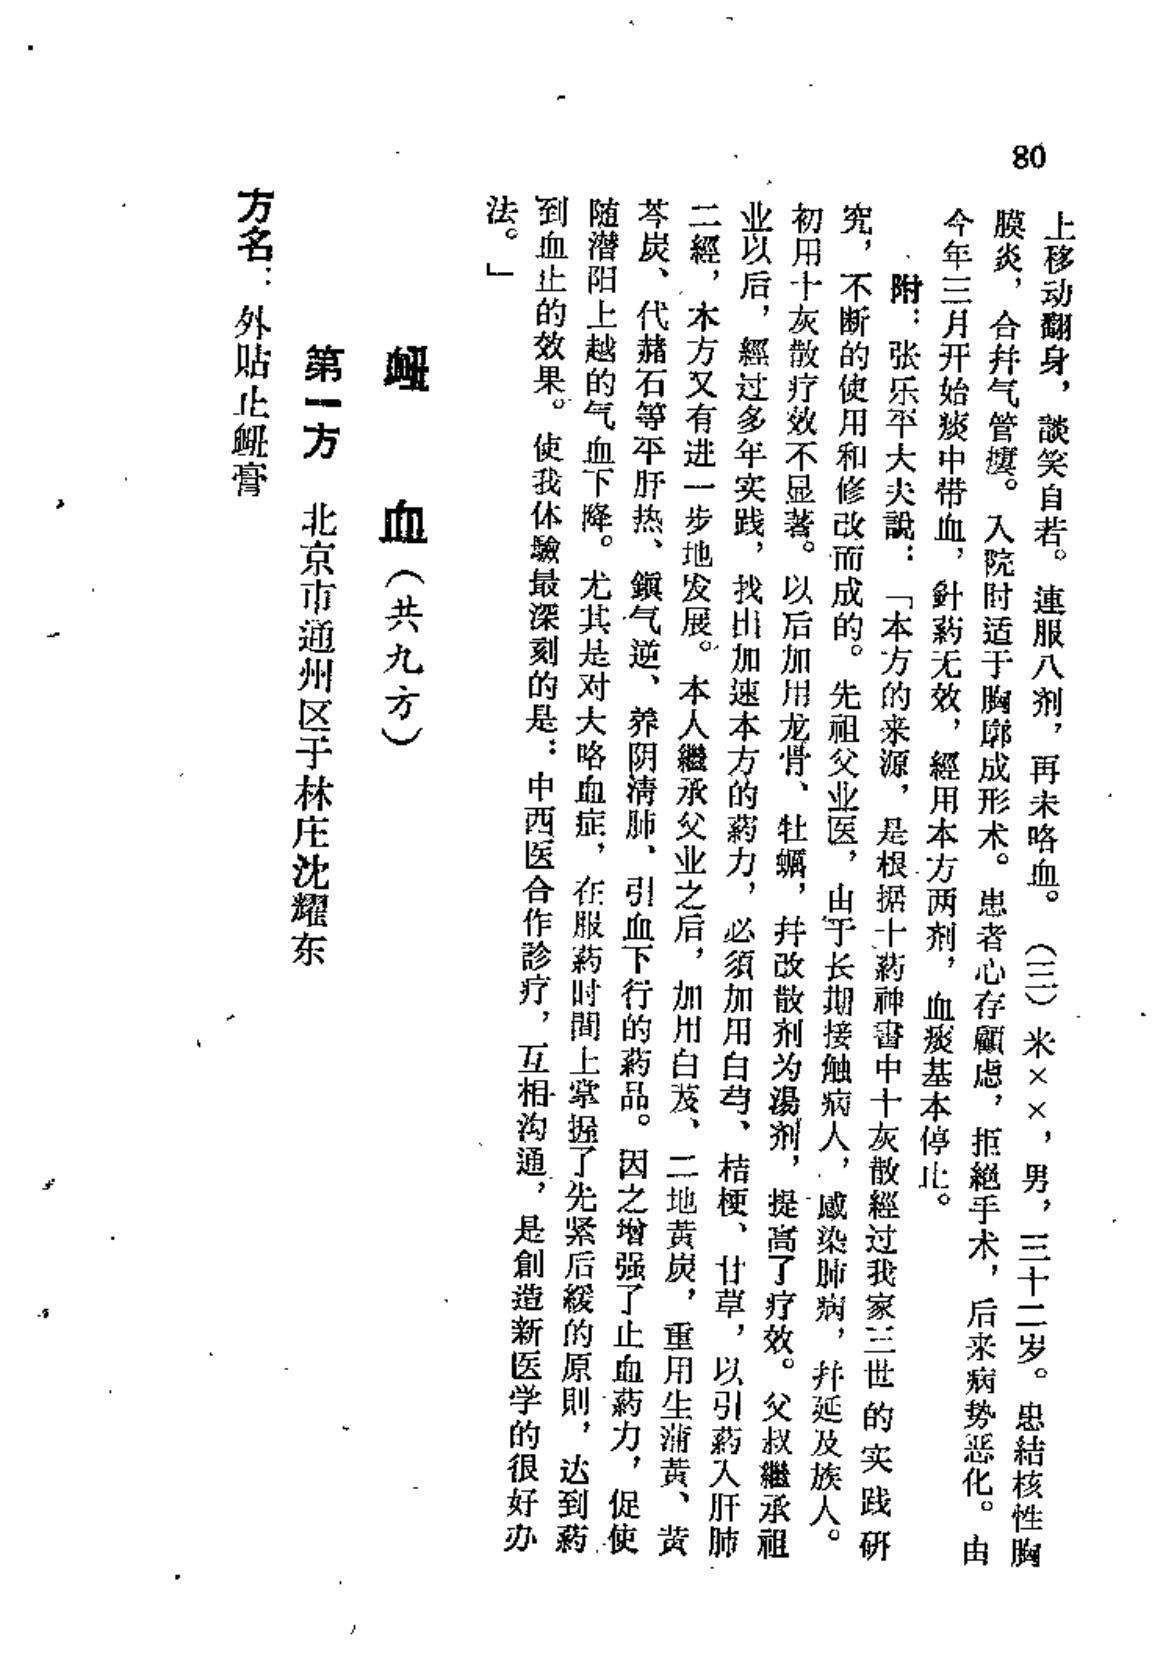 80
上移动翻身，談笑自若。連服八剂，再未咯血。（三）米××，男，三十二岁。患結核性胸
膜炎，合幷气管瘻。入院时适于胸廓成形术。患者心存顧虑，拒絕手术，后来病势恶化。由
今年三月开始痰中带血，針葯无效，經用本方两剂，血痰基本停止。
附：张乐平大夫說：「本方的来源，是根据十葯神書中十灰散經过我家三世的实践研
究，不断的使用和修改而成的。先祖父业医，由于长期接触病人，感染肺病，幷延及族人。
初用十灰散疗效不显著。以后加用龙骨、牡蠣，幷改散剂为湯剂，提高了疗效。父叔繼承祖
业以后，經过多年实践，找出加速本方的葯力，必須加用白芍、桔梗、甘草，以引葯入肝肺
二經，本方又有进一步地发展。本人繼承父业之后，加用白芨、二地黄炭，重用生蒲黄、黄
芩炭、代赭石等平肝热、鎭气逆、养阴淸肺、引血下行的葯品。因之增强了止血葯力，促使
随潜阳上越的气血下降。尤其是对大咯血症，在服葯时間上掌握了先紧后緩的原則，达到葯
到血止的效果。使我体驗最深刻的是：中西医合作診疗，互相沟通，是創造新医学的很好办
法。」
衄　血（共九方）
第一方　北京市通州区于林庄沈耀东
方名：外貼止衄膏